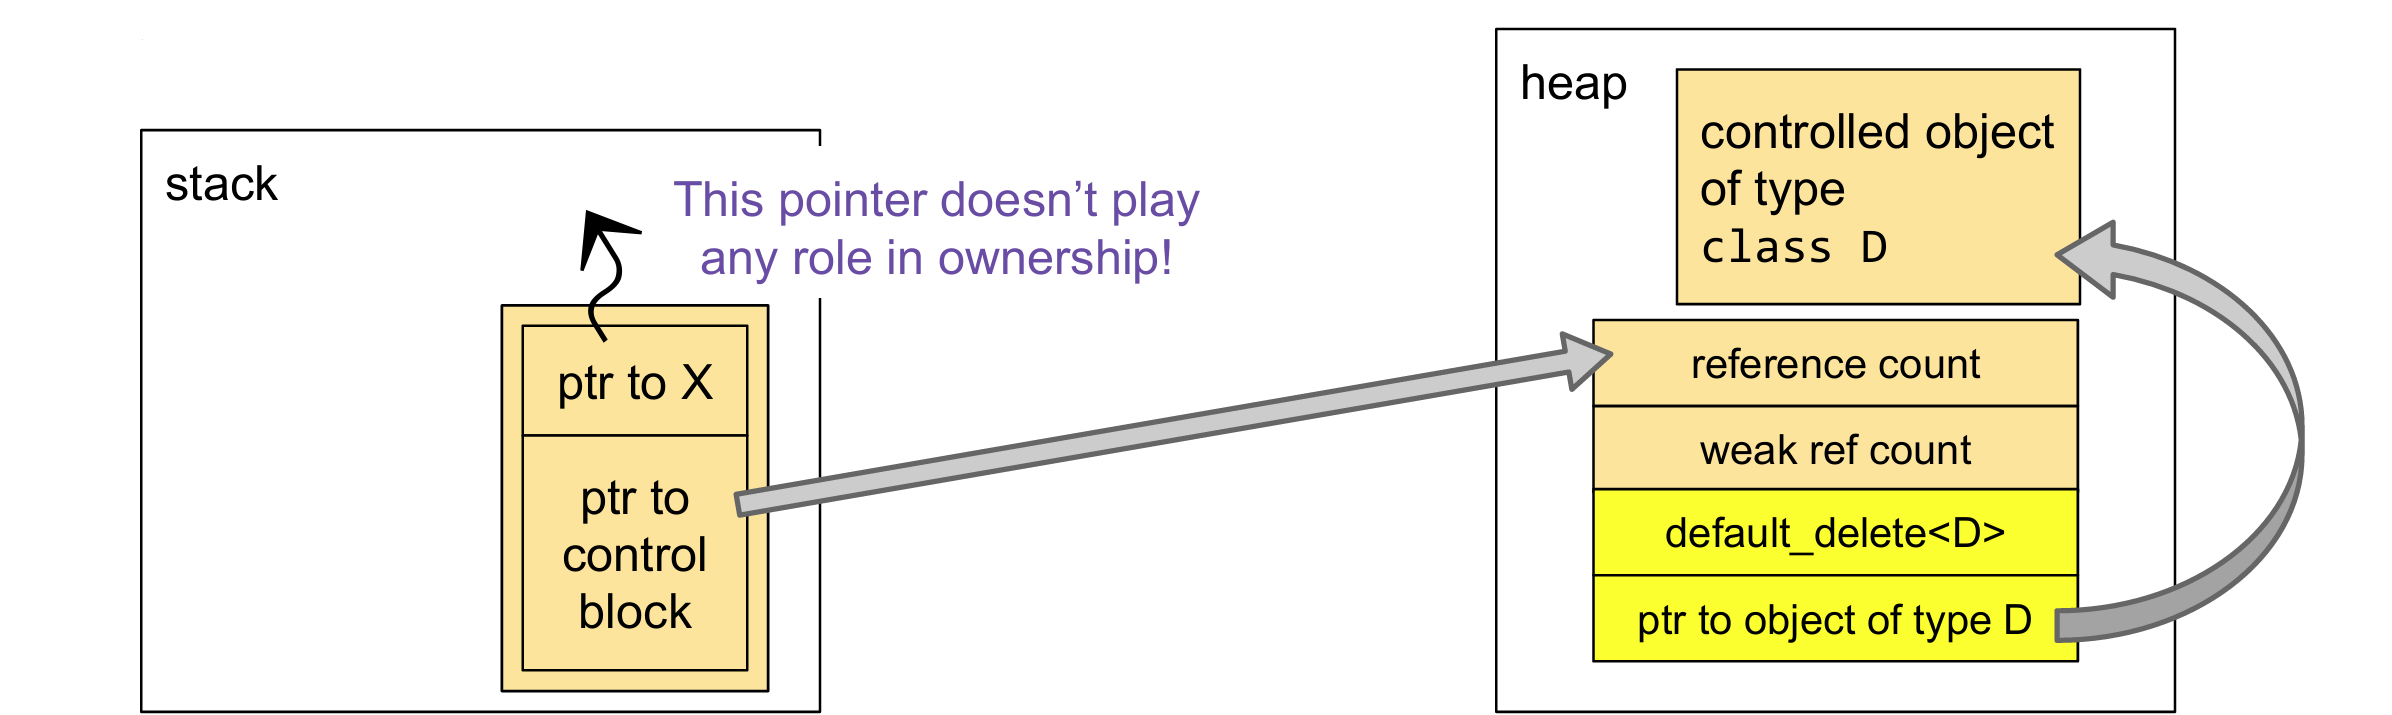 stack
This pointer doesn’t play
any role in ownership!
ptr to X
ptr to
control
block
heap
controlled object
of type
class D
reference count
weak ref count
default_delete<D>
ptr to object of type D